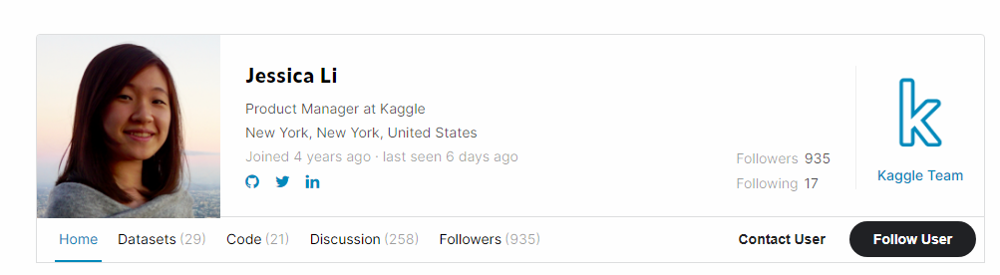 Jessica Li
Product Manager at Kaggle
New York, New York, United States
Joined 4 years ago · last seen 6 days ago
in
Followers 935
Following 17
k
Kaggle Team
Home Datasets (29) Code (21) Discussion (258) Followers (935) Contact User Follow User